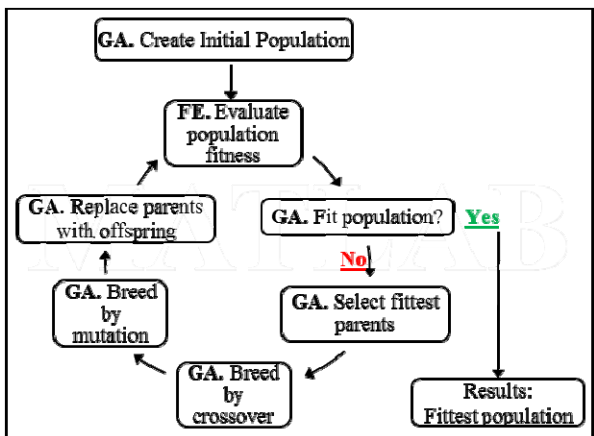 GA. Create Initial Population
FE. Evaluate
population
fitness
GA. Fit population?
Yes
No
GA. Select fittest
parents
GA. Breed
by
crossover
GA. Breed
by
mutation
GA. Replace parents
with offspring
Results:
Fittest population
MATLAB